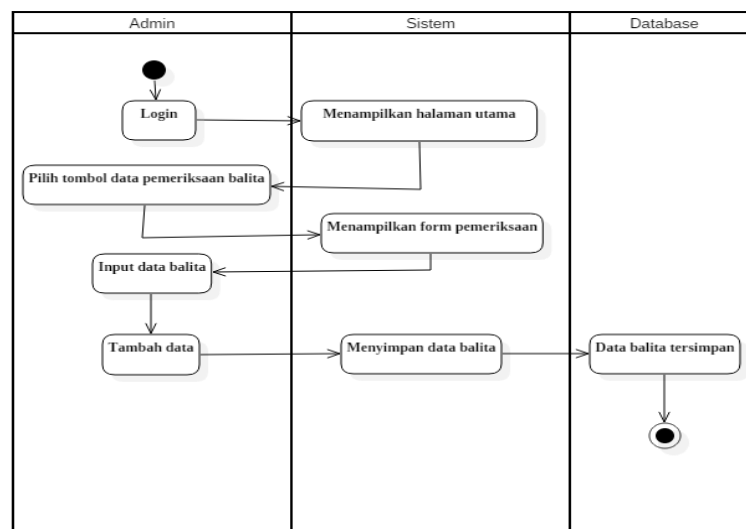 Admin
Sistem
Database
Login
Menampilkan halaman utama
Pilih tombol data pemeriksaan balita
Menampilkan form pemeriksaan
Input data balita
Tambah data
Menyimpan data balita
Data balita tersimpan